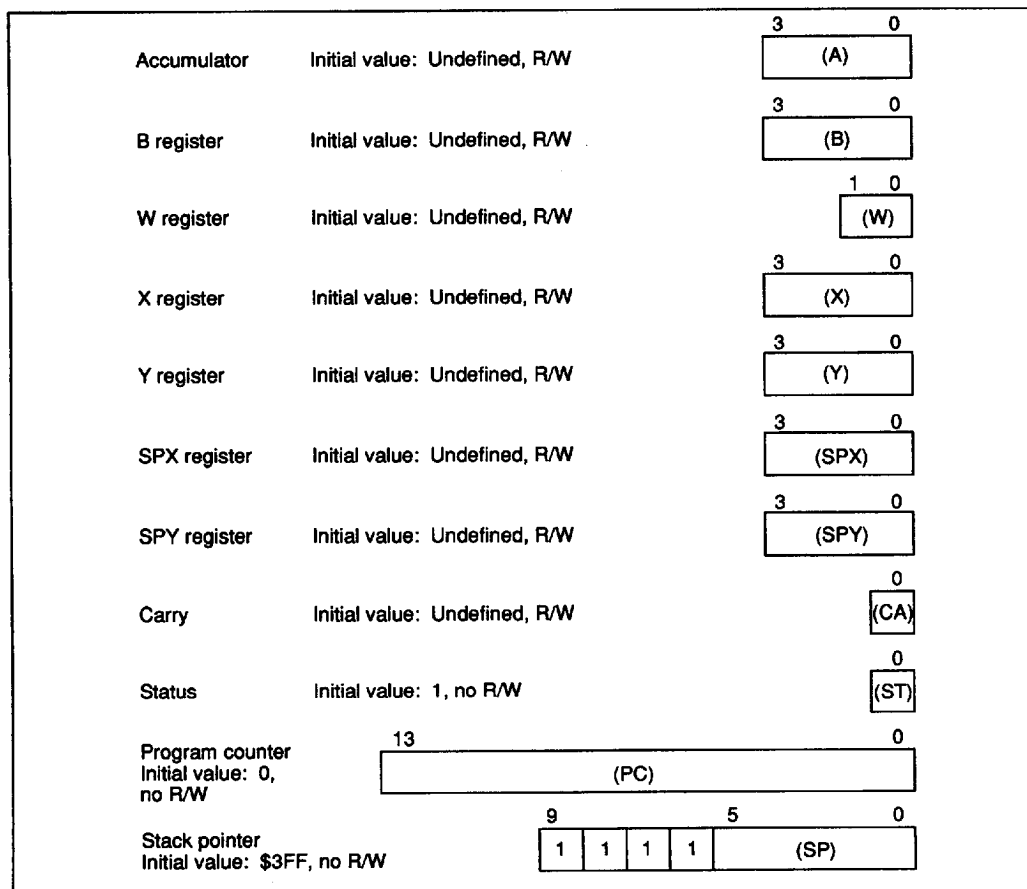 3 0
Accumulator Initial value: Undefined, R/W (A)
3 0
B register Initial value: Undefined, R/W (B)
1 0
W register Initial value: Undefined, R/W (W)
3 0
X register Initial value: Undefined, R/W (X)
3 0
Y register Initial value: Undefined, R/W (Y)
3 0
SPX register Initial value: Undefined, R/W (SPX)
3 0
SPY register Initial value: Undefined, R/W (SPY)
0
Carry Initial value: Undefined, R/W (CA)
0
Status Initial value: 1, no R/W (ST)
13 0
Program counter
Initial value: 0, (PC)
no R/W
9 5 0
Stack pointer
Initial value: $3FF, no R/W 1 1 1 1 (SP)